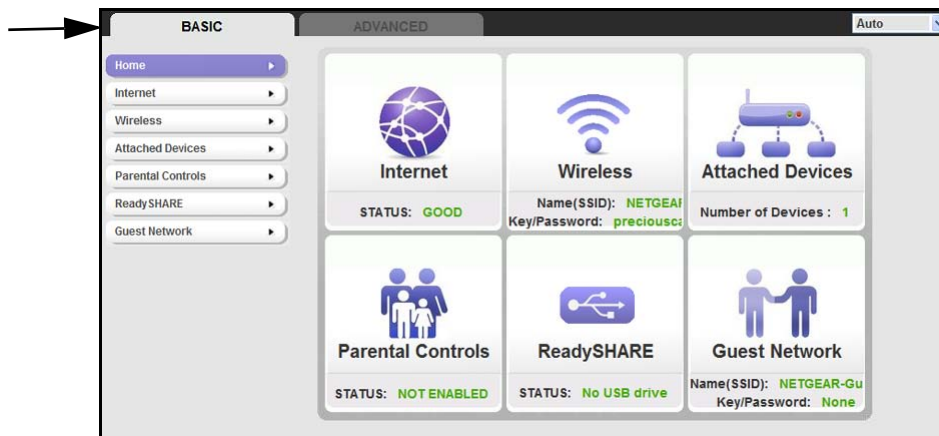 BASIC
ADVANCED
Auto
Home
Internet
Wireless
Attached Devices
Parental Controls
ReadySHARE
Guest Network
Internet
STATUS: GOOD
Wireless
Name(SSID): NETGEAR
Key/Password: preciousca
Attached Devices
Number of Devices : 1
Parental Controls
STATUS: NOT ENABLED
ReadySHARE
STATUS: No USB drive
Guest Network
Name(SSID): NETGEAR-Gu
Key/Password: None